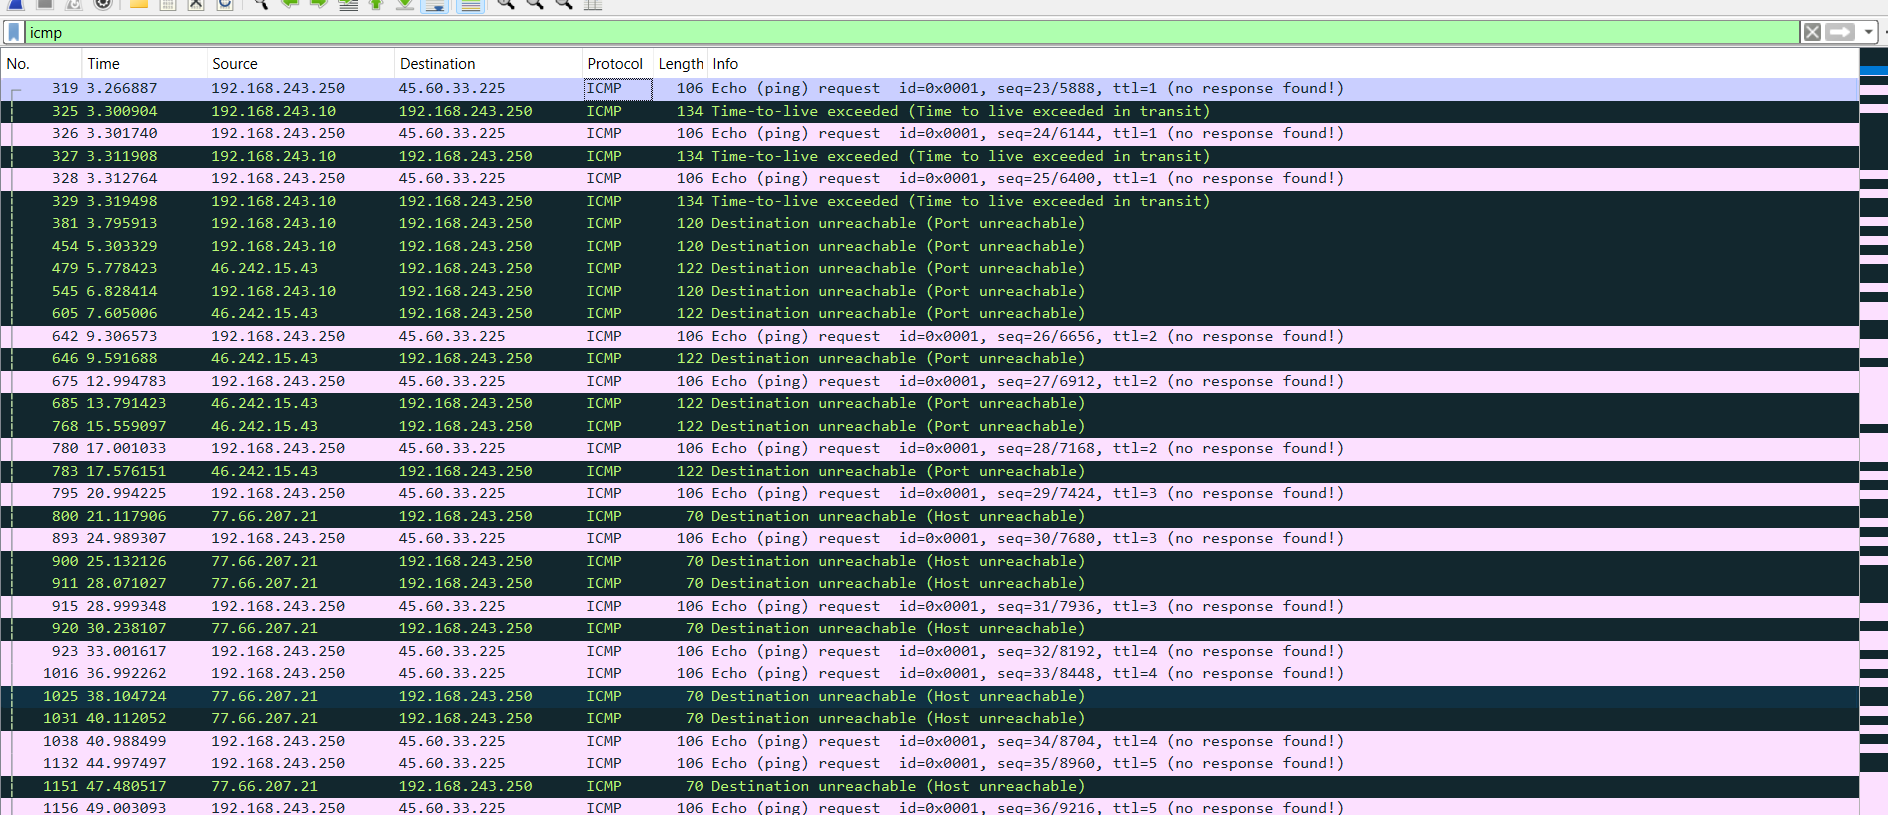 icmp
No. Time Source Destination Protocol Length Info
319 3.266887 192.168.243.250 45.60.33.225 ICMP 106 Echo (ping) request id=0x0001, seq=23/5888, ttl=1 (no response found!)
325 3.300904 192.168.243.10 192.168.243.250 ICMP 134 Time-to-live exceeded (Time to live exceeded in transit)
326 3.301740 192.168.243.250 45.60.33.225 ICMP 106 Echo (ping) request id=0x0001, seq=24/6144, ttl=1 (no response found!)
327 3.311908 192.168.243.10 192.168.243.250 ICMP 134 Time-to-live exceeded (Time to live exceeded in transit)
328 3.312764 192.168.243.250 45.60.33.225 ICMP 106 Echo (ping) request id=0x0001, seq=25/6400, ttl=1 (no response found!)
329 3.319498 192.168.243.10 192.168.243.250 ICMP 134 Time-to-live exceeded (Time to live exceeded in transit)
381 3.795913 192.168.243.10 192.168.243.250 ICMP 120 Destination unreachable (Port unreachable)
454 5.303329 192.168.243.10 192.168.243.250 ICMP 120 Destination unreachable (Port unreachable)
479 5.778423 46.242.15.43 192.168.243.250 ICMP 122 Destination unreachable (Port unreachable)
545 6.828414 192.168.243.10 192.168.243.250 ICMP 120 Destination unreachable (Port unreachable)
605 7.605006 46.242.15.43 192.168.243.250 ICMP 122 Destination unreachable (Port unreachable)
642 9.306573 192.168.243.250 45.60.33.225 ICMP 106 Echo (ping) request id=0x0001, seq=26/6656, ttl=2 (no response found!)
646 9.591688 46.242.15.43 192.168.243.250 ICMP 122 Destination unreachable (Port unreachable)
675 12.994783 192.168.243.250 45.60.33.225 ICMP 106 Echo (ping) request id=0x0001, seq=27/6912, ttl=2 (no response found!)
685 13.791423 46.242.15.43 192.168.243.250 ICMP 122 Destination unreachable (Port unreachable)
768 15.559097 46.242.15.43 192.168.243.250 ICMP 122 Destination unreachable (Port unreachable)
780 17.001033 192.168.243.250 45.60.33.225 ICMP 106 Echo (ping) request id=0x0001, seq=28/7168, ttl=2 (no response found!)
783 17.576151 46.242.15.43 192.168.243.250 ICMP 122 Destination unreachable (Port unreachable)
795 20.994225 192.168.243.250 45.60.33.225 ICMP 106 Echo (ping) request id=0x0001, seq=29/7424, ttl=3 (no response found!)
800 21.117906 77.66.207.21 192.168.243.250 ICMP 70 Destination unreachable (Host unreachable)
893 24.989307 192.168.243.250 45.60.33.225 ICMP 106 Echo (ping) request id=0x0001, seq=30/7680, ttl=3 (no response found!)
900 25.132126 77.66.207.21 192.168.243.250 ICMP 70 Destination unreachable (Host unreachable)
911 28.071027 77.66.207.21 192.168.243.250 ICMP 70 Destination unreachable (Host unreachable)
915 28.999348 192.168.243.250 45.60.33.225 ICMP 106 Echo (ping) request id=0x0001, seq=31/7936, ttl=3 (no response found!)
920 30.238107 77.66.207.21 192.168.243.250 ICMP 70 Destination unreachable (Host unreachable)
923 33.001617 192.168.243.250 45.60.33.225 ICMP 106 Echo (ping) request id=0x0001, seq=32/8192, ttl=4 (no response found!)
1016 36.992262 192.168.243.250 45.60.33.225 ICMP 106 Echo (ping) request id=0x0001, seq=33/8448, ttl=4 (no response found!)
1025 38.104724 77.66.207.21 192.168.243.250 ICMP 70 Destination unreachable (Host unreachable)
1031 40.112052 77.66.207.21 192.168.243.250 ICMP 70 Destination unreachable (Host unreachable)
1038 40.988499 192.168.243.250 45.60.33.225 ICMP 106 Echo (ping) request id=0x0001, seq=34/8704, ttl=4 (no response found!)
1132 44.997497 192.168.243.250 45.60.33.225 ICMP 106 Echo (ping) request id=0x0001, seq=35/8960, ttl=5 (no response found!)
1151 47.480517 77.66.207.21 192.168.243.250 ICMP 70 Destination unreachable (Host unreachable)
1156 49.003093 192.168.243.250 45.60.33.225 ICMP 106 Echo (ping) request id=0x0001, seq=36/9216, ttl=5 (no response found!)